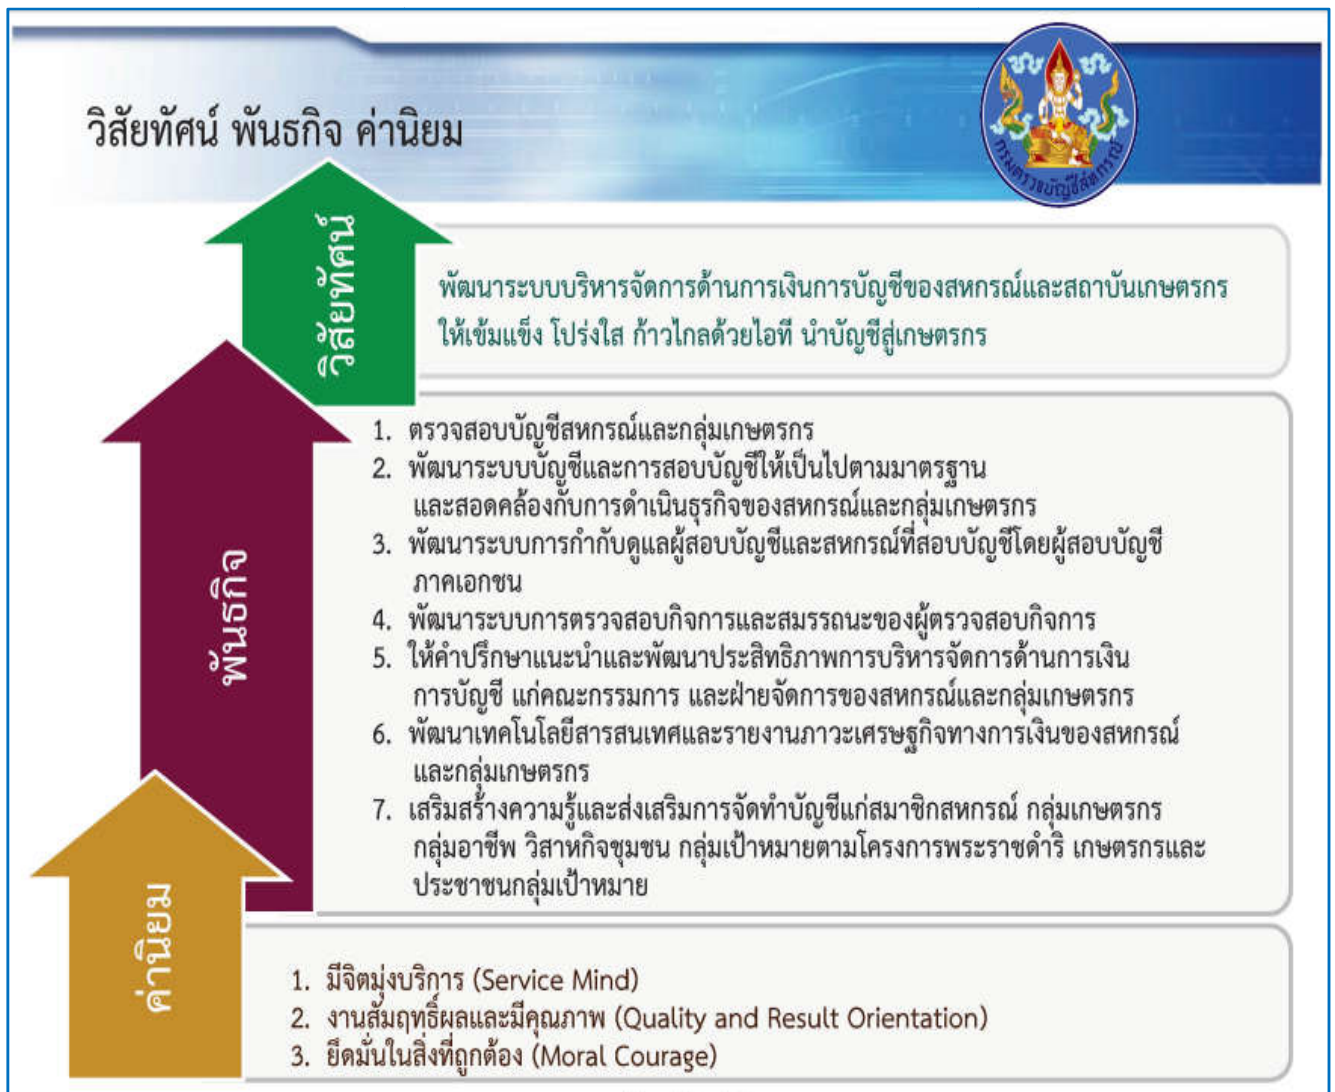 วิสัยทัศน์ พันธกิจ ค่านิยม
กรมตรวจบัญชีสหกรณ์
วิสัยทัศน์
พัฒนาระบบบริหารจัดการด้านการเงินการบัญชีของสหกรณ์และสถาบันเกษตรกร
ให้เข้มแข็ง โปร่งใส ก้าวไกลด้วยไอที นำบัญชีสู่เกษตรกร
พันธกิจ
1. ตรวจสอบบัญชีสหกรณ์และกลุ่มเกษตรกร
2. พัฒนาระบบบัญชีและการสอบบัญชีให้เป็นไปตามมาตรฐาน
และสอดคล้องกับการดำเนินธุรกิจของสหกรณ์และกลุ่มเกษตรกร
3. พัฒนาระบบการกำกับดูแลผู้สอบบัญชีและสหกรณ์ที่สอบบัญชีโดยผู้สอบบัญชี
ภาคเอกชน
4. พัฒนาระบบการตรวจสอบกิจการและสมรรถนะของผู้ตรวจสอบกิจการ
5. ให้คำปรึกษาแนะนำและพัฒนาประสิทธิภาพการบริหารจัดการด้านการเงิน
การบัญชี แก่คณะกรรมการ และฝ่ายจัดการของสหกรณ์และกลุ่มเกษตรกร
6. พัฒนาเทคโนโลยีสารสนเทศและรายงานภาวะเศรษฐกิจทางการเงินของสหกรณ์
และกลุ่มเกษตรกร
7. เสริมสร้างความรู้และส่งเสริมการจัดทำบัญชีแก่สมาชิกสหกรณ์ กลุ่มเกษตรกร
กลุ่มอาชีพ วิสาหกิจชุมชน กลุ่มเป้าหมายตามโครงการพระราชดำริ เกษตรกรและ
ประชาชนกลุ่มเป้าหมาย
ค่านิยม
1. มีจิตมุ่งบริการ (Service Mind)
2. งานสัมฤทธิ์ผลและมีคุณภาพ (Quality and Result Orientation)
3. ยึดมั่นในสิ่งที่ถูกต้อง (Moral Courage)